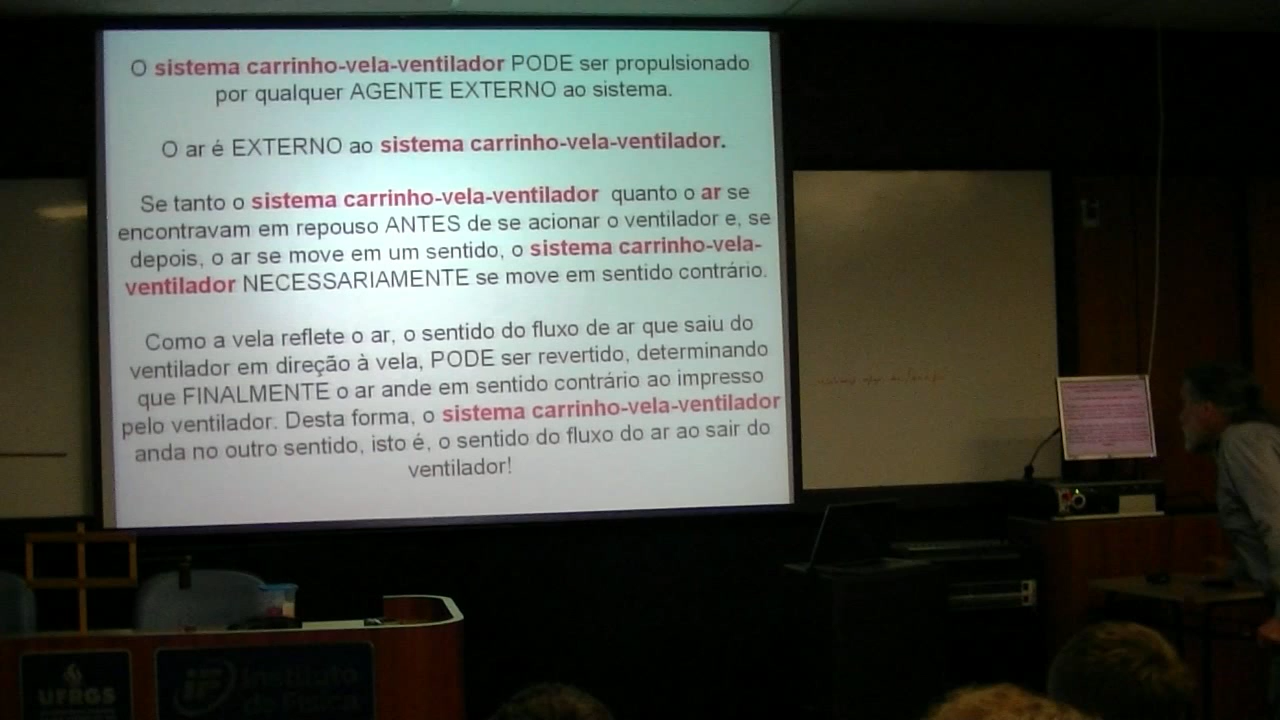 O sistema carrinho-vela-ventilador PODE ser propulsionado
por qualquer AGENTE EXTERNO ao sistema.
O ar é EXTERNO ao sistema carrinho-vela-ventilador.
Se tanto o sistema carrinho-vela-ventilador quanto o ar se
encontravam em repouso ANTES de se acionar o ventilador e, se
depois, o ar se move em um sentido, o sistema carrinho-vela-
ventilador NECESSARIAMENTE se move em sentido contrário.
Como a vela reflete o ar, o sentido do fluxo de ar que saiu do
ventilador em direção à vela, PODE ser revertido, determinando
que FINALMENTE o ar ande em sentido contrário ao impresso
pelo ventilador. Desta forma, o sistema carrinho-vela-ventilador
anda no outro sentido, isto é, o sentido do fluxo do ar ao sair do
ventilador!
UFRGS
IF Instituto
de Física